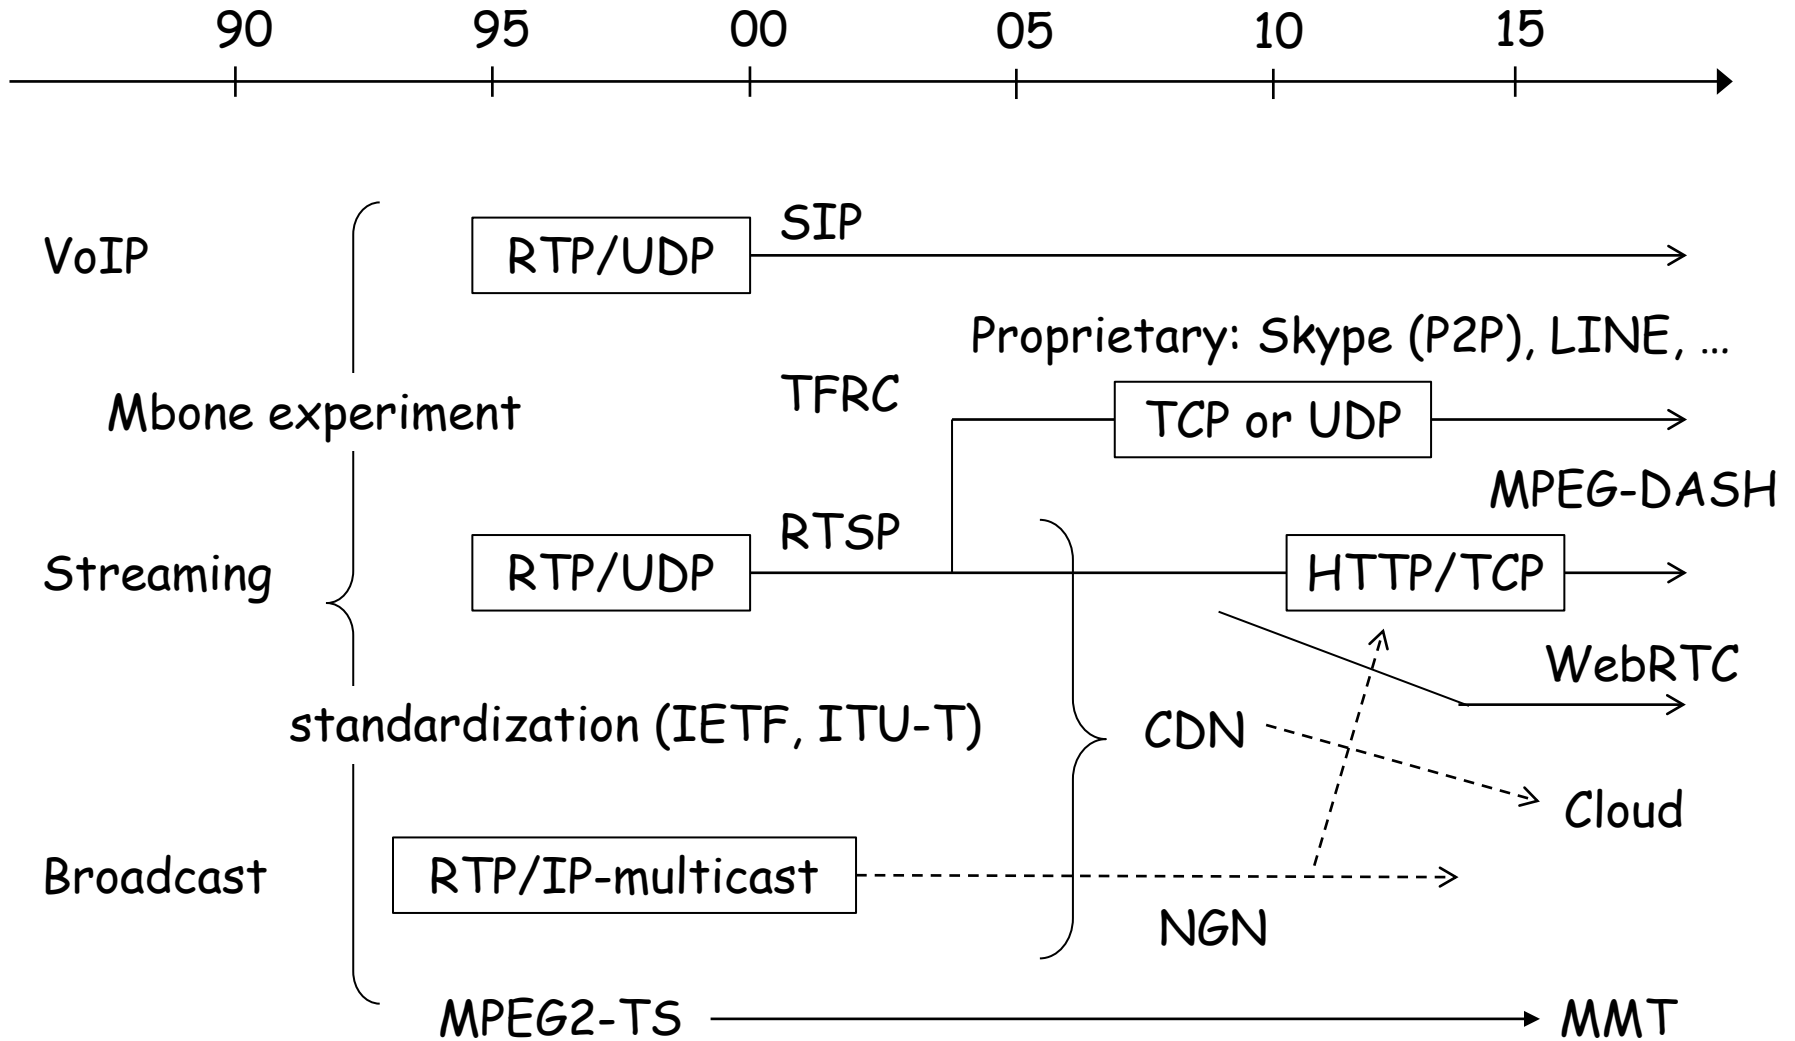 90 95 00 05 10 15
SIP
VoIP RTP/UDP
Proprietary: Skype (P2P), LINE, ...
TFRC
Mbone experiment TCP or UDP
MPEG-DASH
RTSP
Streaming RTP/UDP HTTP/TCP
WebRTC
standardization (IETF, ITU-T) CDN
Cloud
Broadcast RTP/IP-multicast
NGN
MPEG2-TS MMT